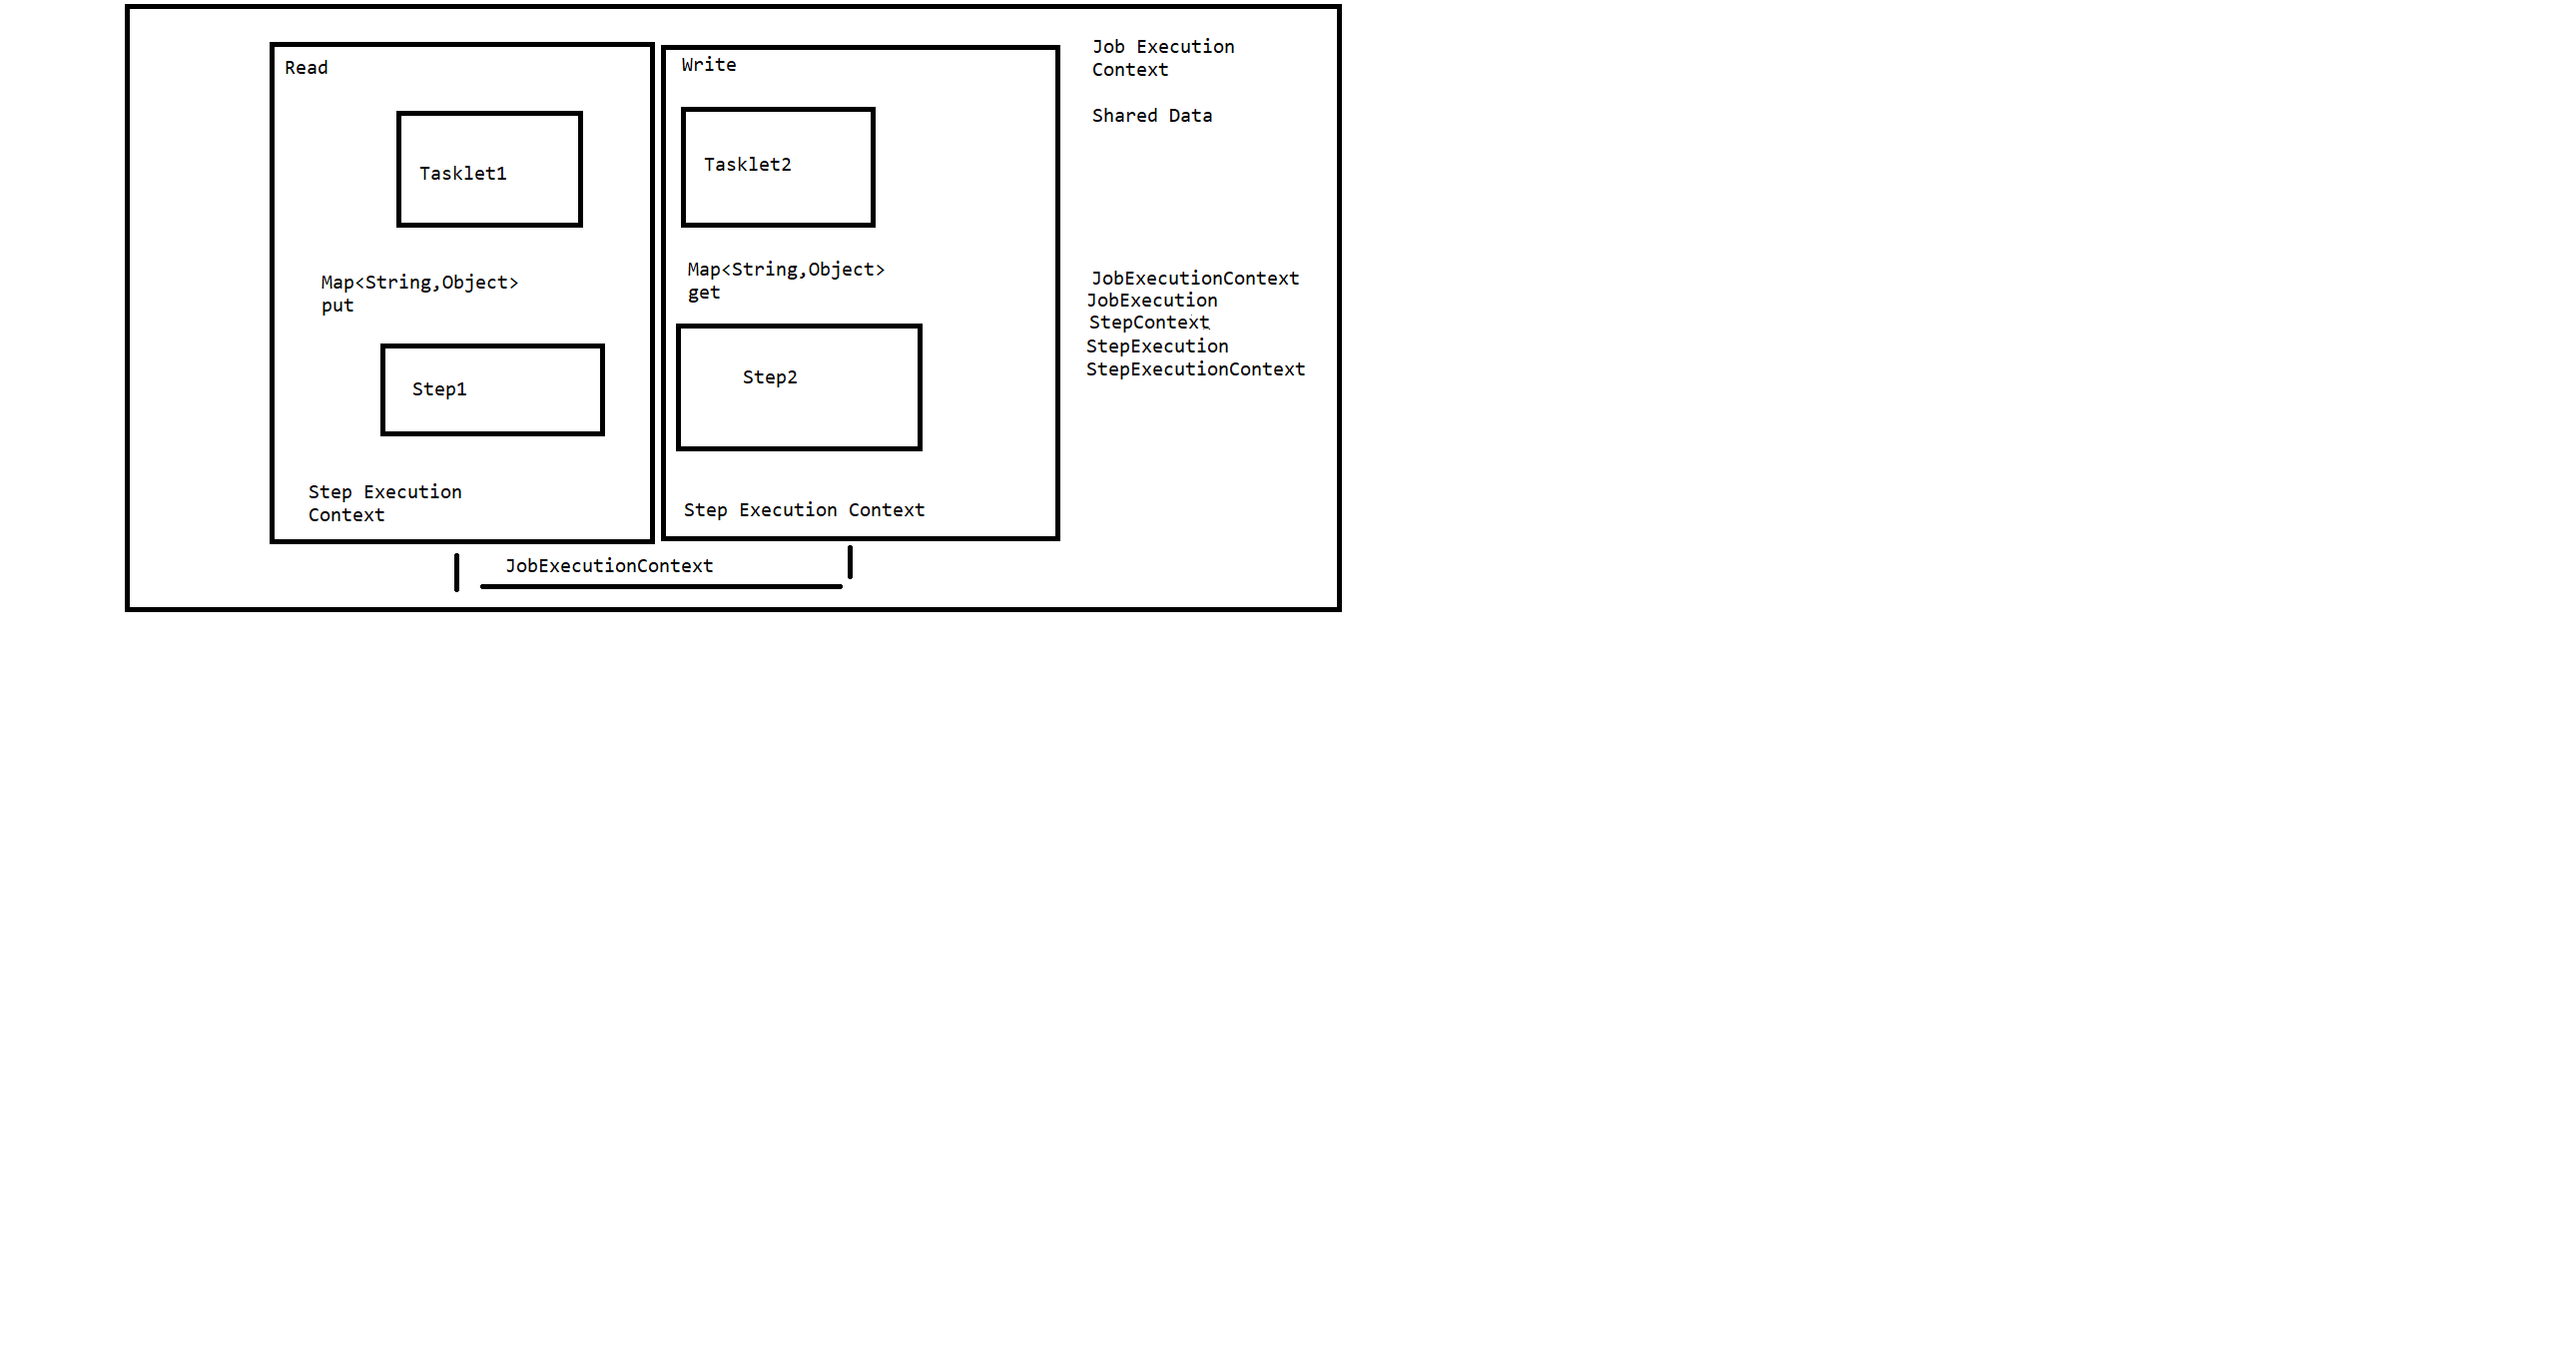 Read
Tasklet1
Map<String,Object>
put
Step1
Step Execution
Context
Write
Tasklet2
Map<String,Object>
get
Step2
Step Execution Context
JobExecutionContext
Job Execution
Context
Shared Data
JobExecutionContext
JobExecution
StepContext
StepExecution
StepExecutionContext